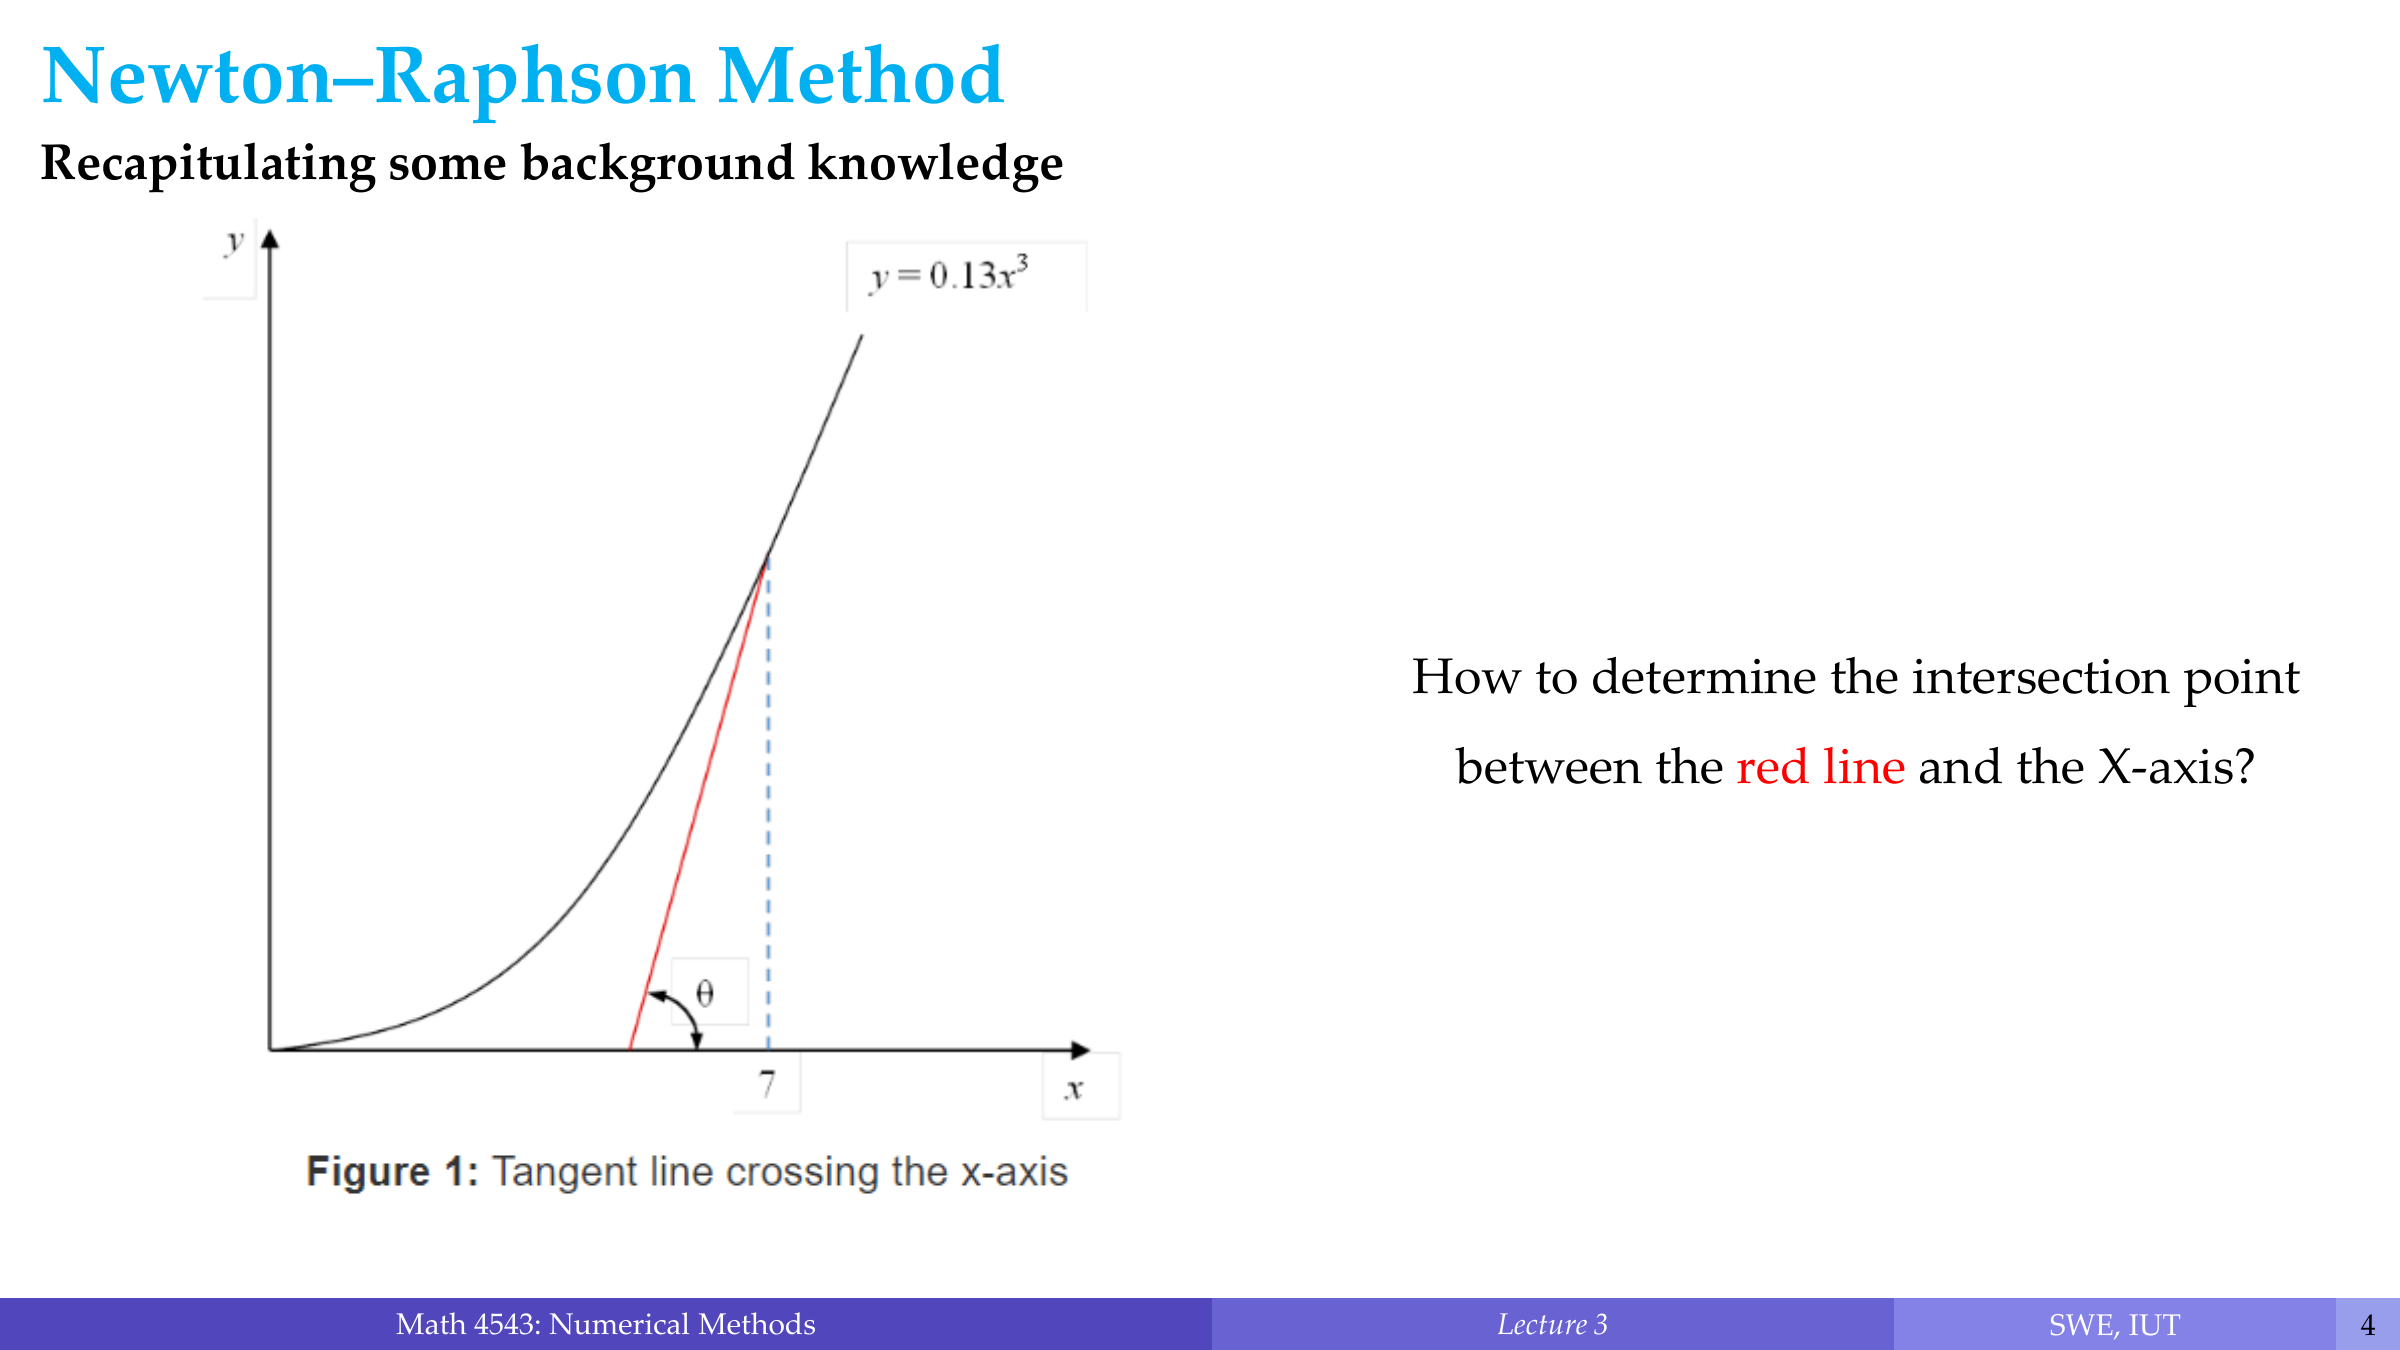 Newton–Raphson Method
Recapitulating some background knowledge
y
y = 0.13x³
θ
7
x
Figure 1: Tangent line crossing the x-axis
How to determine the intersection point
between the red line and the X-axis?
Math 4543: Numerical Methods
Lecture 3
SWE, IUT
4